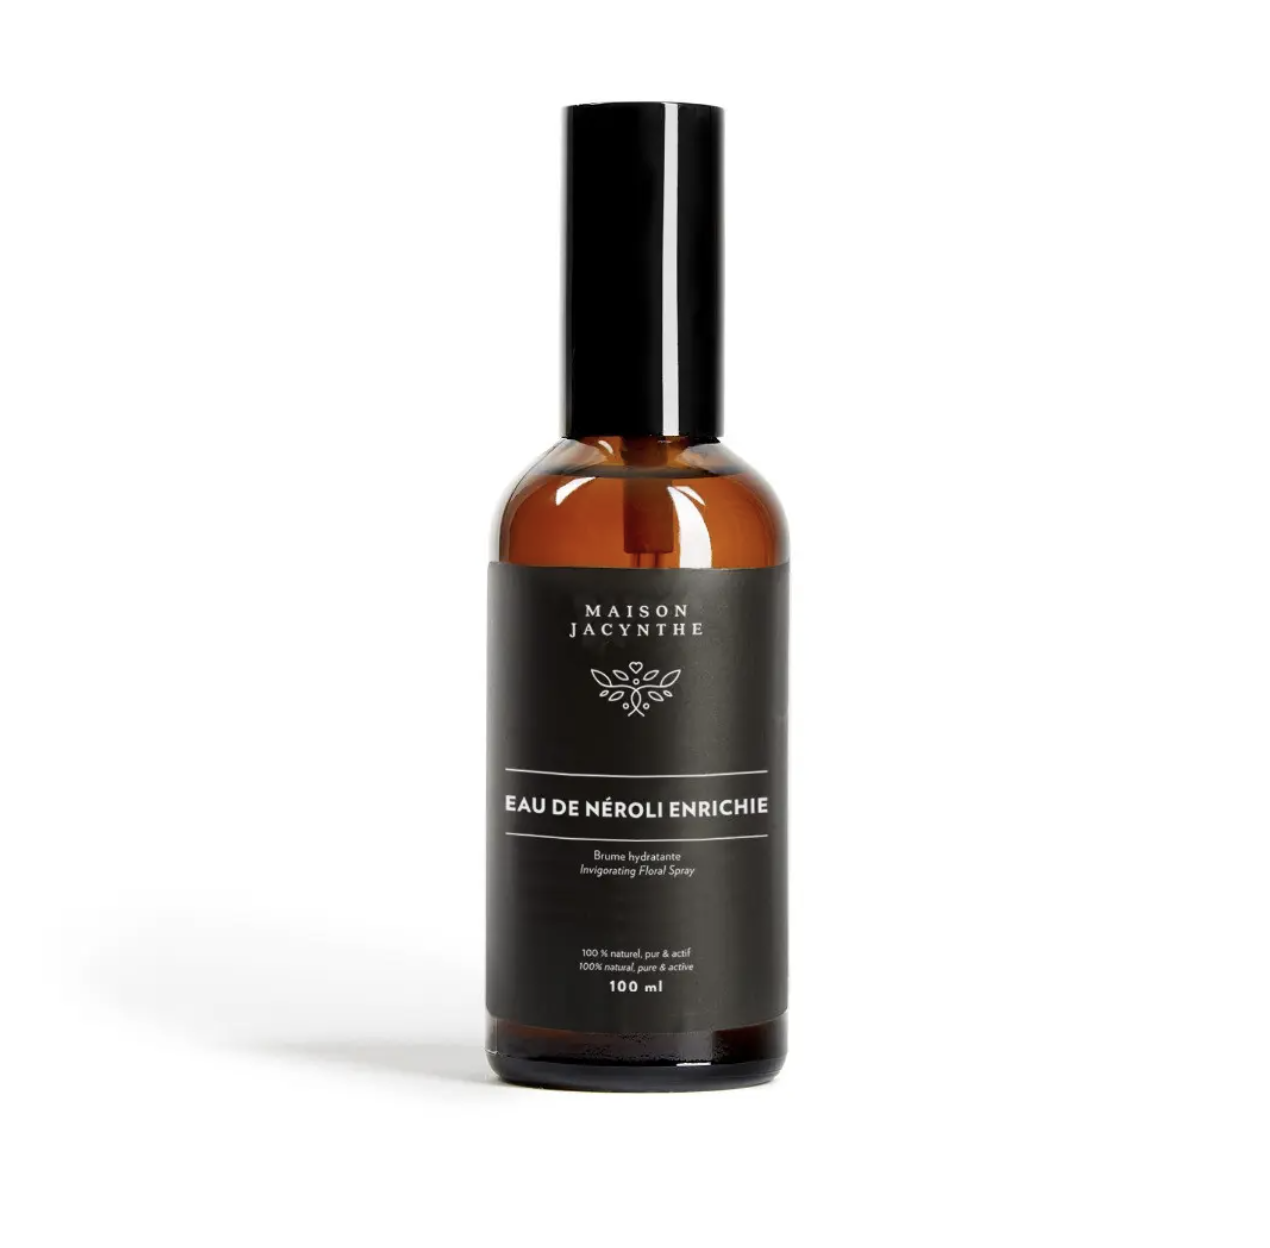 MAISON
JACYNTHE
EAU DE NÉROLI ENRICHIE
Brume hydratante
Invigorating Floral Spray
100 % naturel, pur & actif
100% natural, pure & active
100 ml